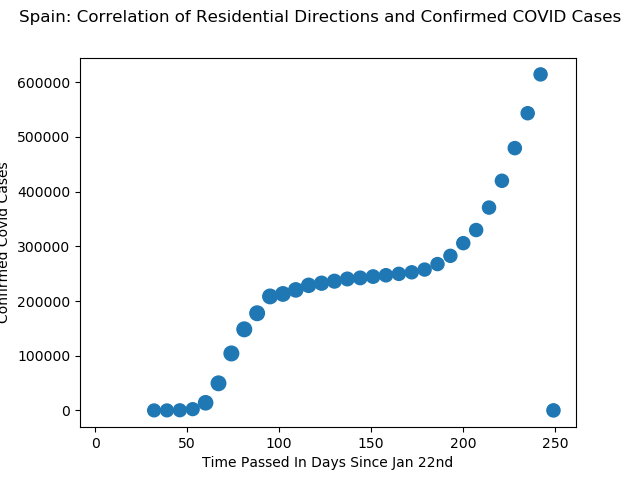 Spain: Correlation of Residential Directions and Confirmed COVID Cases
600000
500000
400000
300000
200000
100000
0
Confirmed Covid Cases
0 50 100 150 200 250
Time Passed In Days Since Jan 22nd